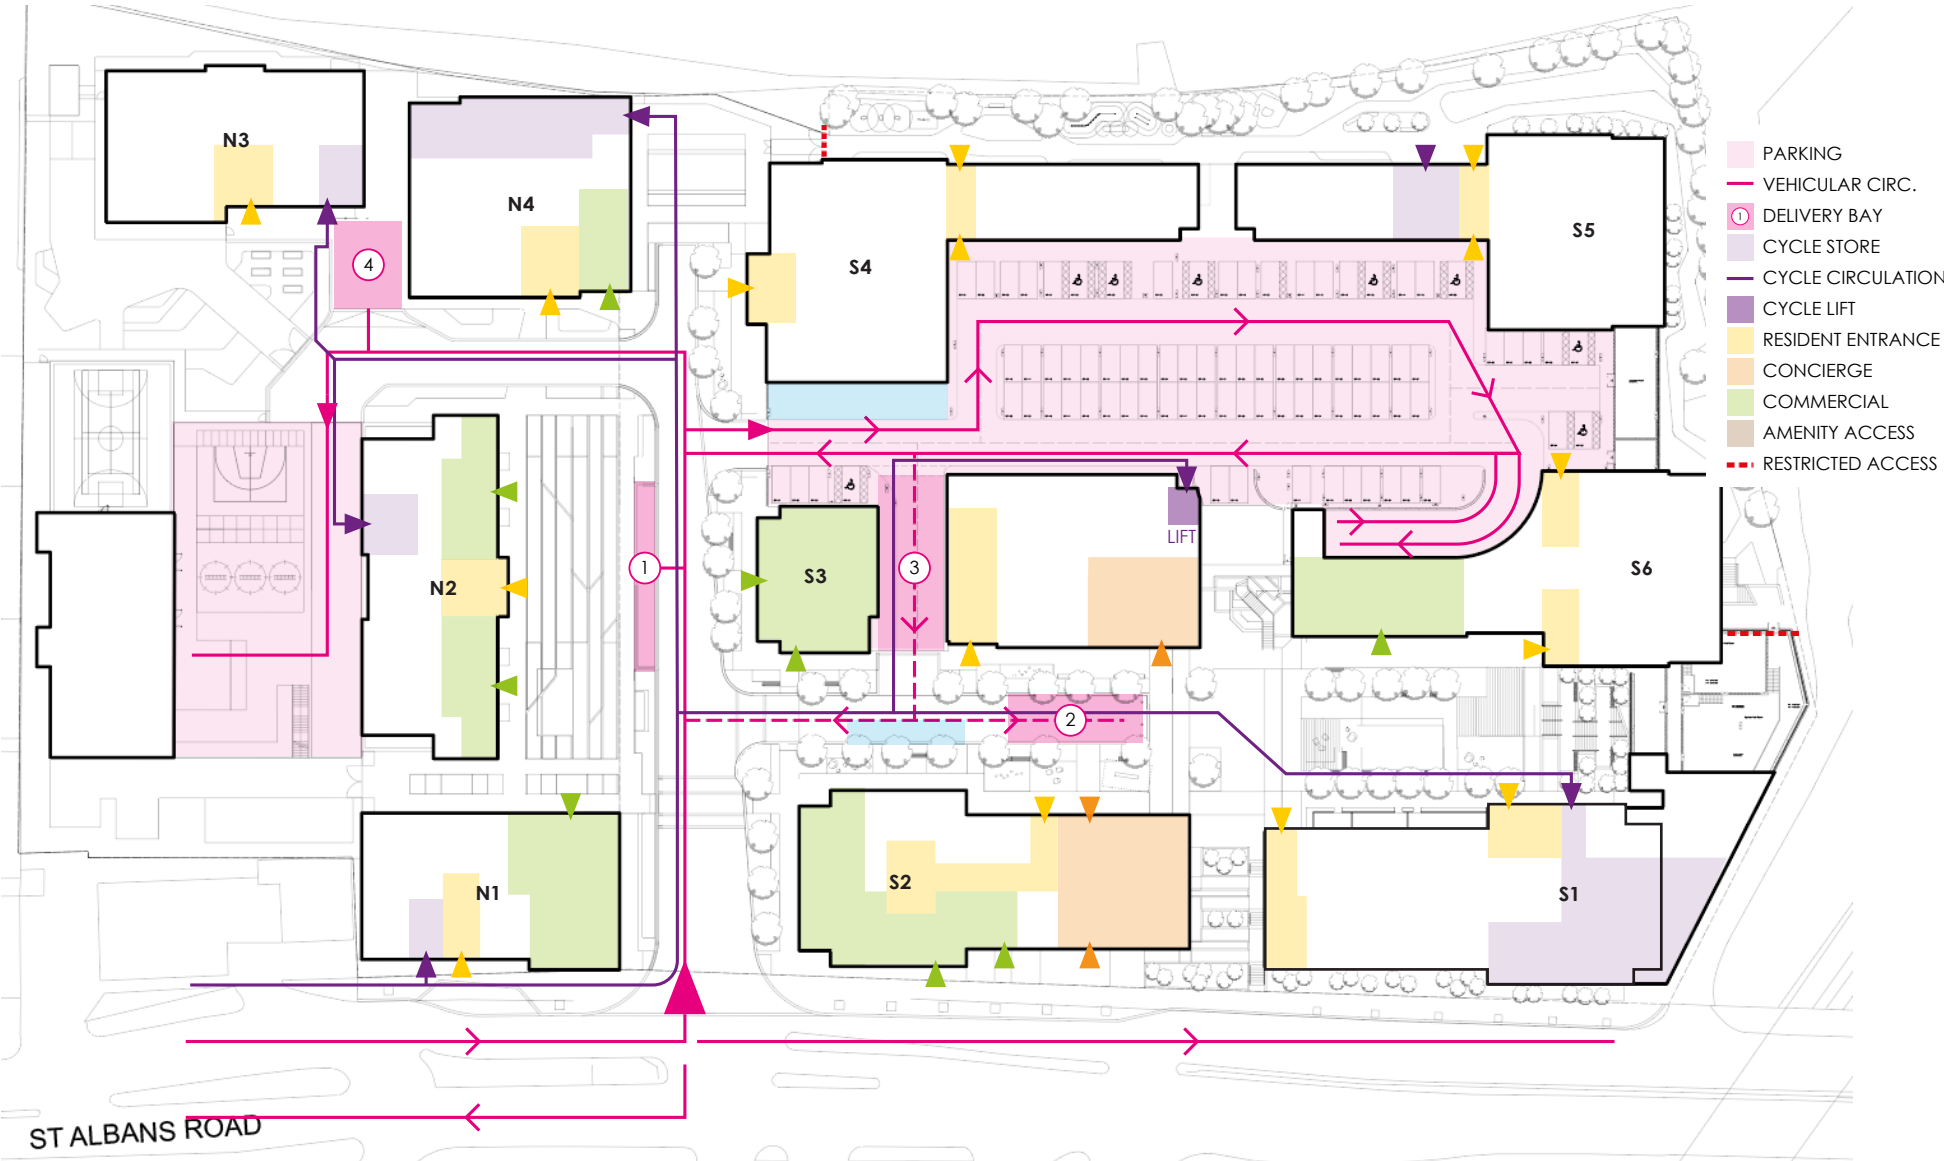 N3
N4
4
S4
S5
PARKING
VEHICULAR CIRC.
1 DELIVERY BAY
CYCLE STORE
CYCLE CIRCULATION
CYCLE LIFT
RESIDENT ENTRANCE
CONCIERGE
COMMERCIAL
AMENITY ACCESS
RESTRICTED ACCESS
LIFT
N2
1
S3
3
S6
2
N1
S2
S1
ST ALBANS ROAD